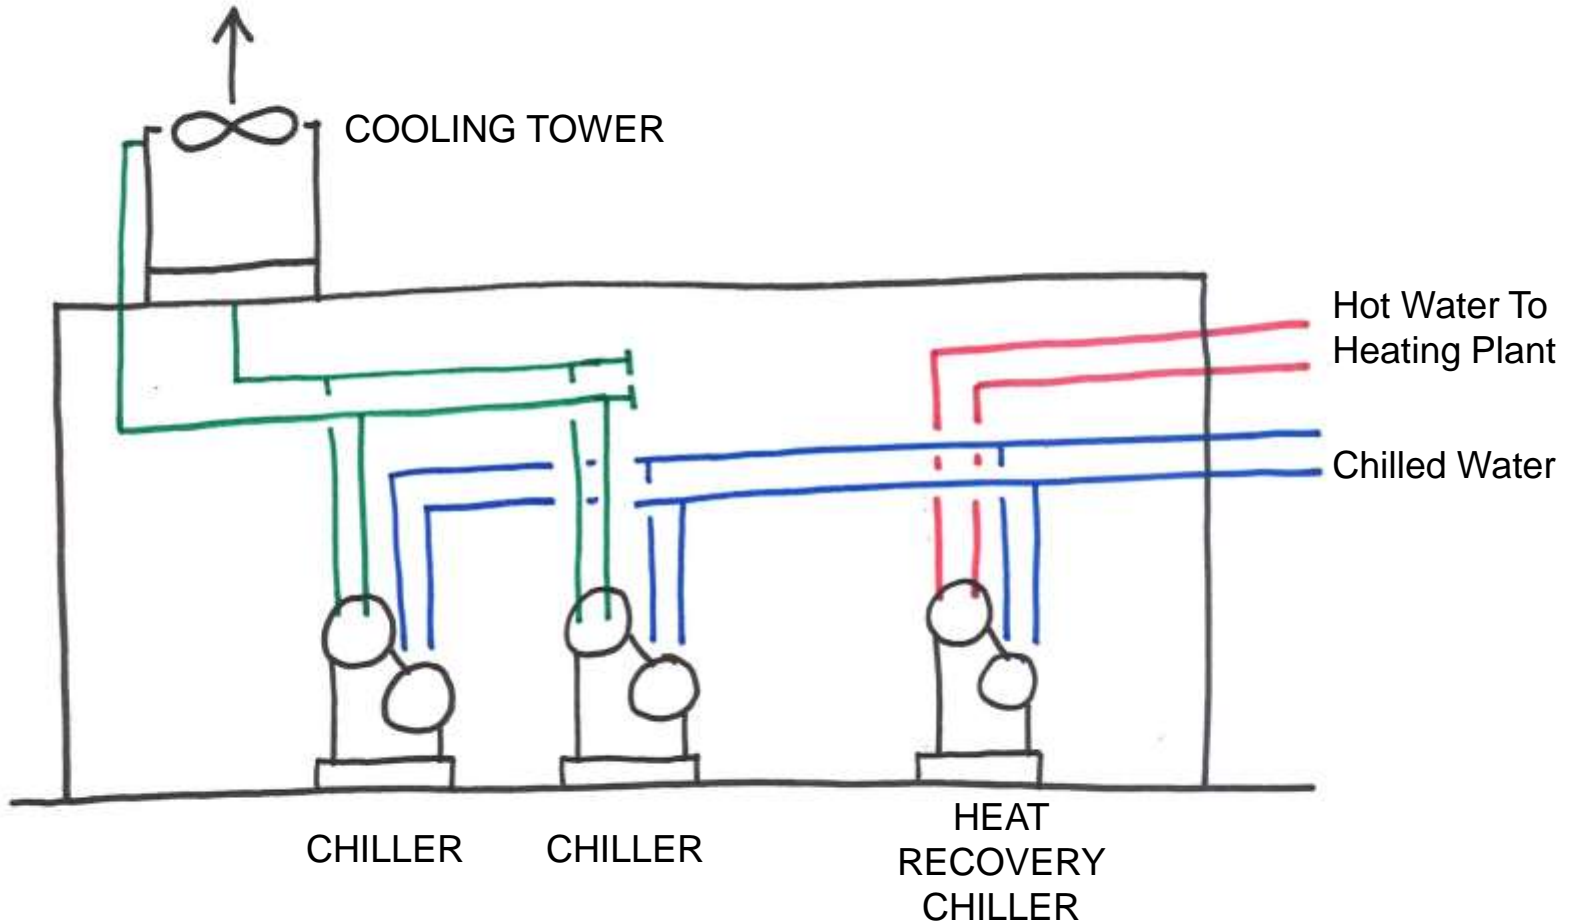 COOLING TOWER
Hot Water To
Heating Plant
Chilled Water
CHILLER
CHILLER
HEAT
RECOVERY
CHILLER